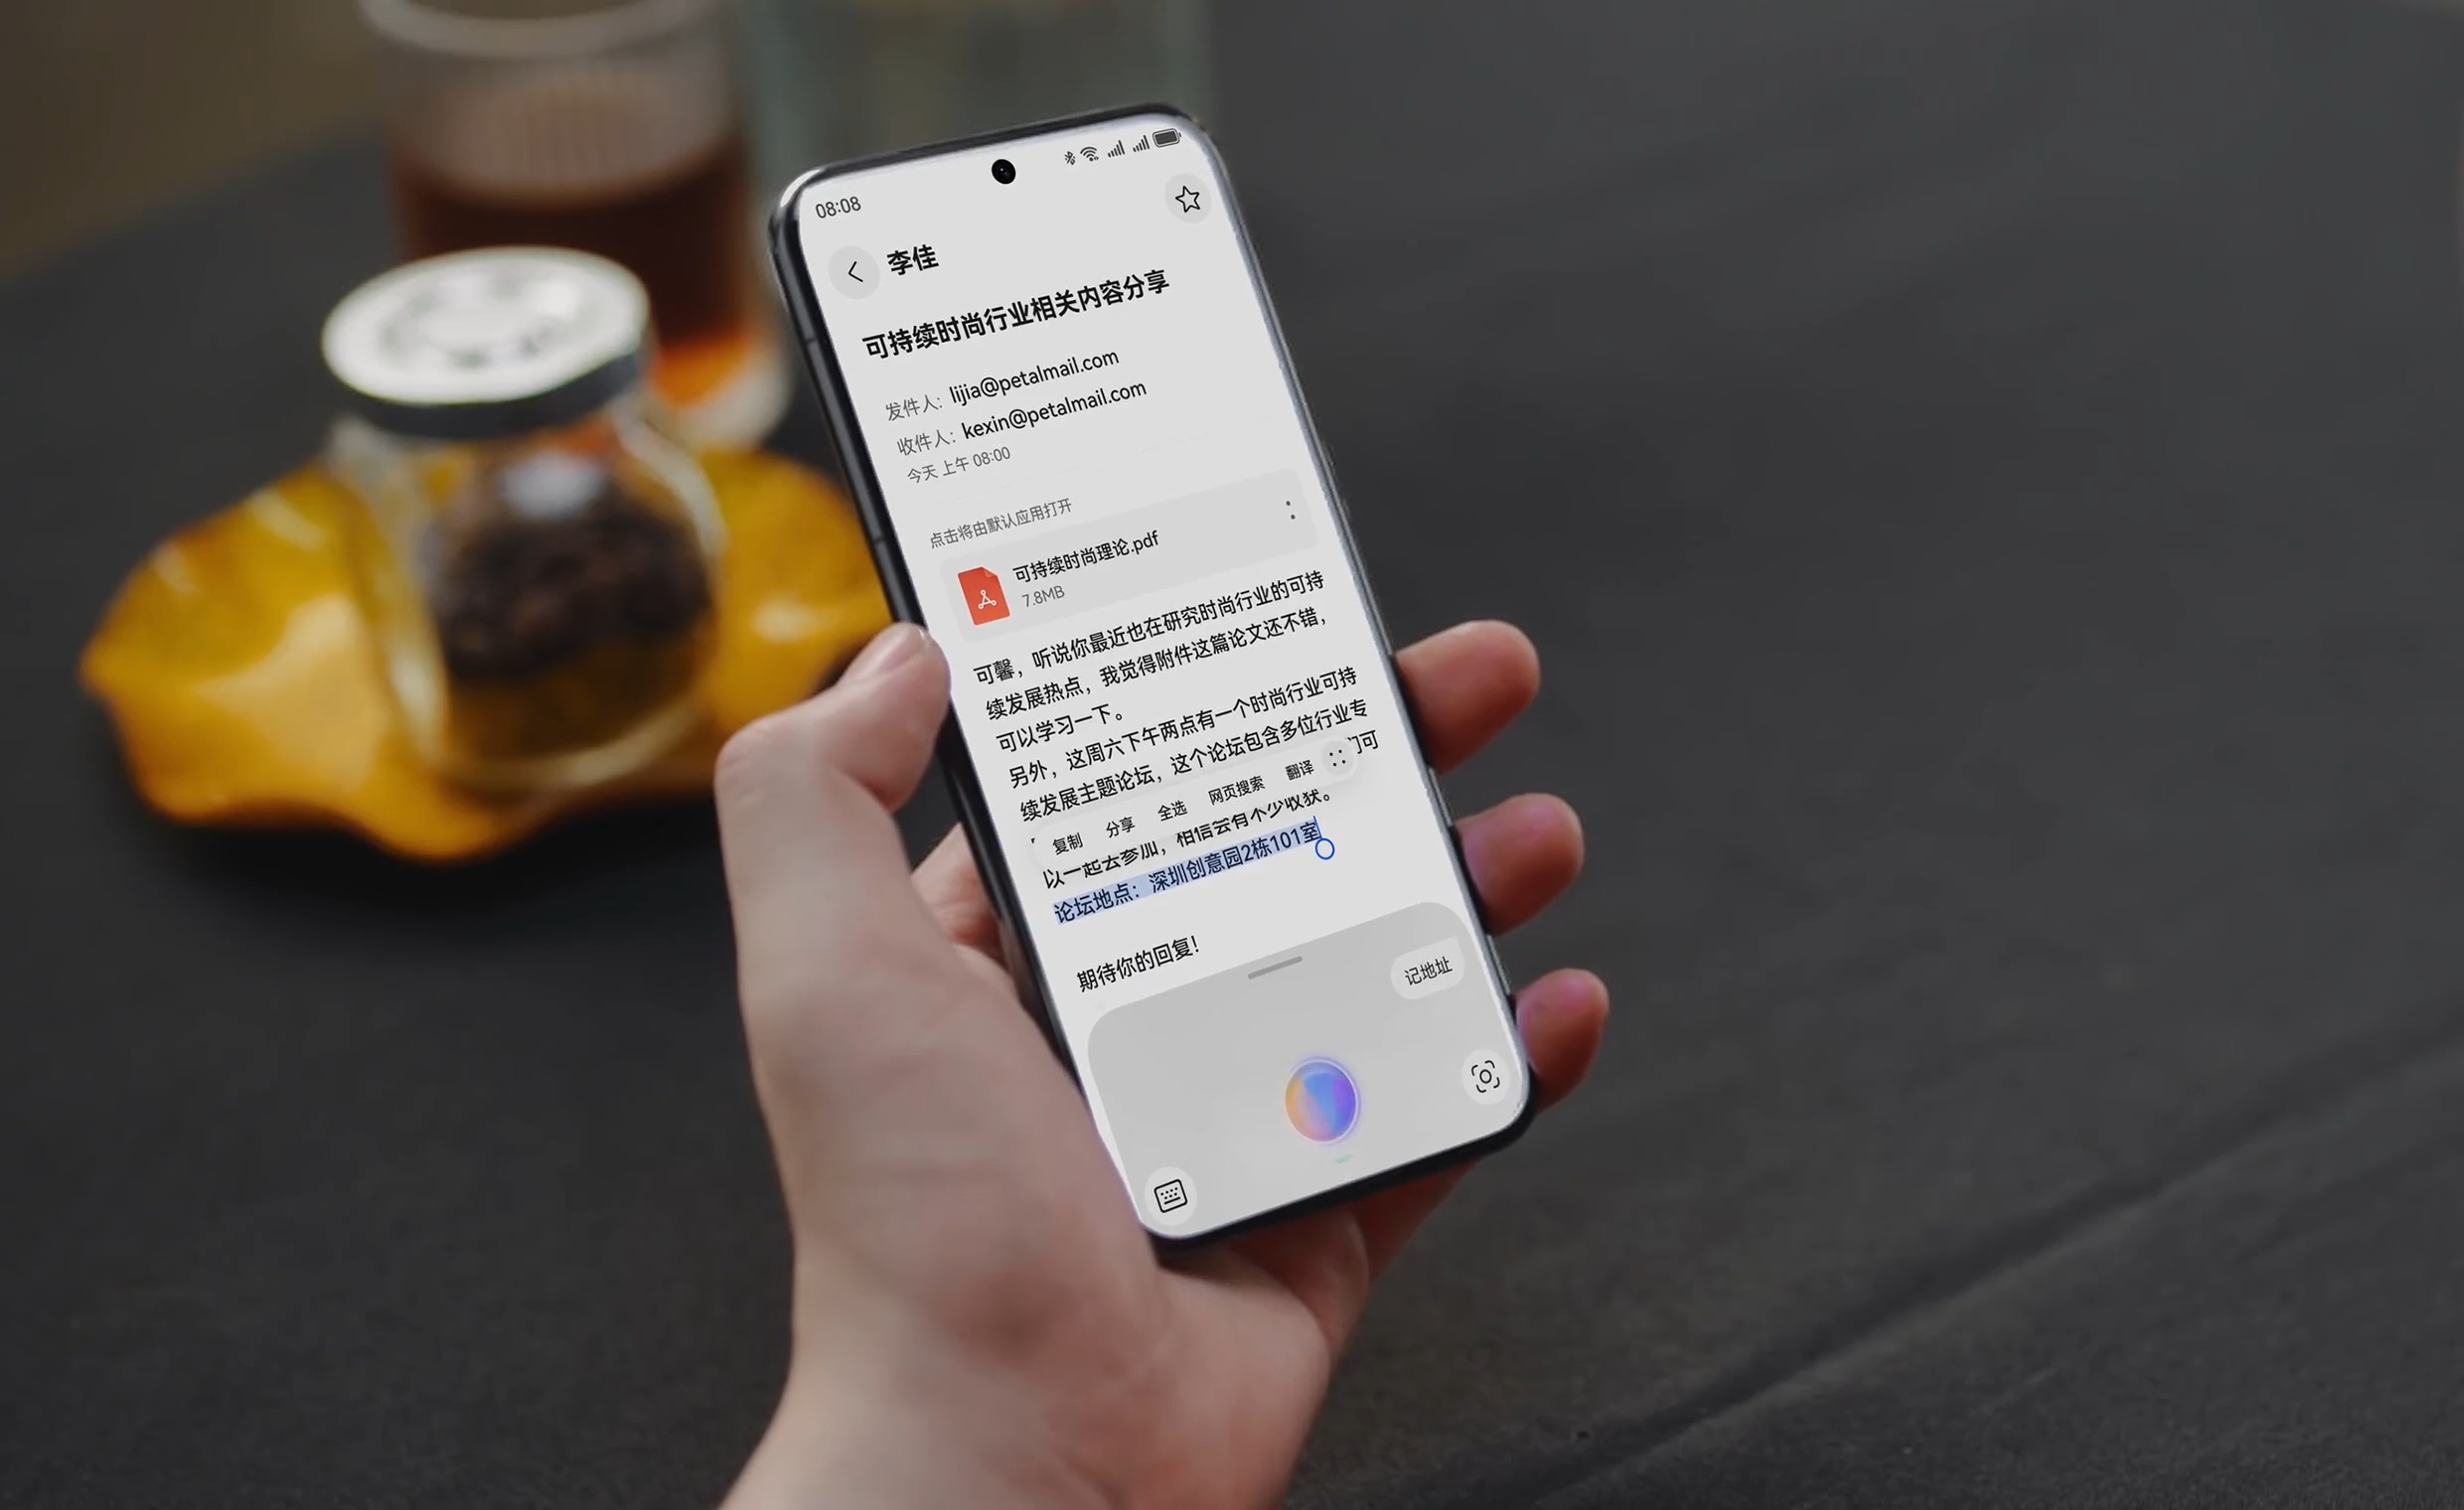 08:08
李佳
可持续时尚行业相关内容分享
发件人: lijia@petalmail.com
收件人: kexin@petalmail.com
今天 上午 08:00
点击将由默认应用打开
可持续时尚理论.pdf
7.8MB
可馨，听说你最近也在研究时尚行业的可持
续发展热点，我觉得附件这篇论文还不错，
可以学习一下。
另外，这周六下午两点有一个时尚行业可持
续发展主题论坛，这个论坛包含多位行业专
们可
复制 分享 全选 网页搜索 翻译
以一起去参加，相信会有不少收获。
论坛地点：深圳创意园2栋101室
期待你的回复！
记地址